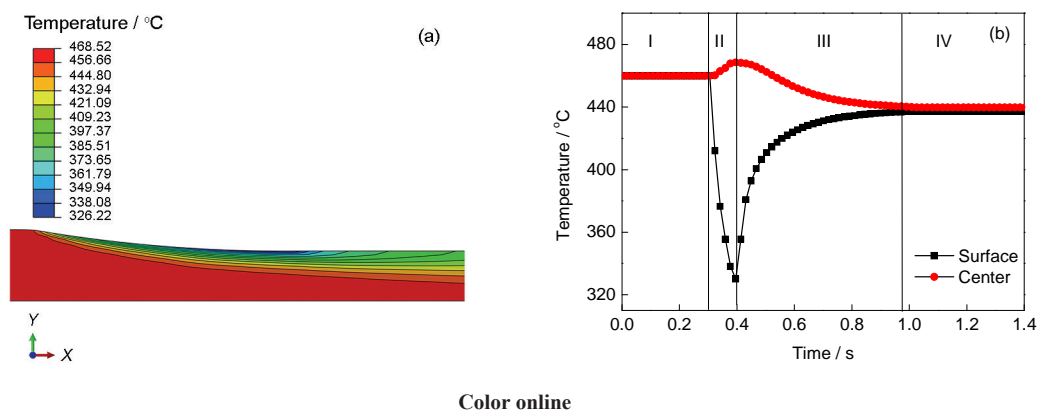 Temperature / °C
(a)
468.52
456.66
444.80
432.94
421.09
409.23
397.37
385.51
373.65
361.79
349.94
338.08
326.22
Y
X
I II III IV (b)
480
440
400
360
320
Temperature / °C
Surface
Center
0.0 0.2 0.4 0.6 0.8 1.0 1.2 1.4
Time / s
Color online